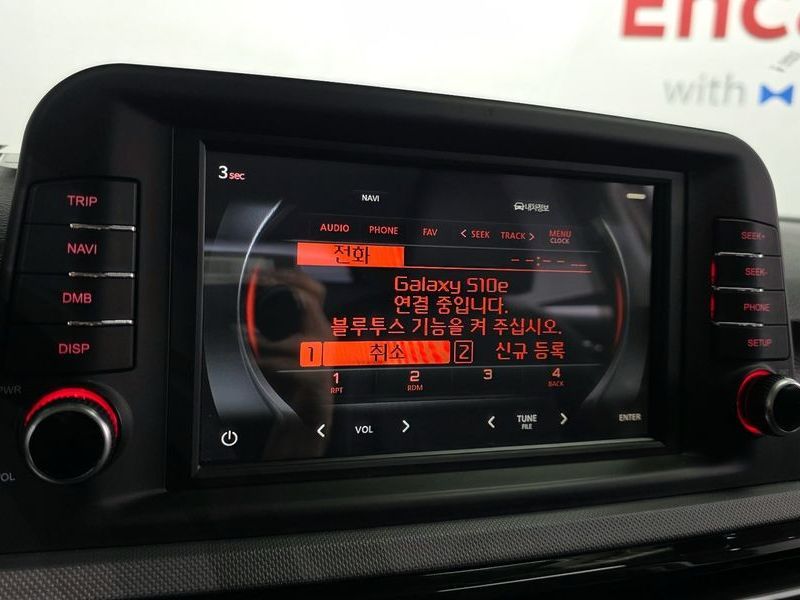 Enca
with
3 sec
TRIP
NAVI
DMB
DISP
PWR
VOL
NAVI
내차정보
AUDIO PHONE FAV < SEEK TRACK > MENU
CLOCK
전화 --:-- --
Galaxy S10e
연결 중입니다.
블루투스 기능을 켜 주십시오.
1 취소 2 신규 등록
1 2 3 4
RPT RDM BACK
< VOL > < TUNE > ENTER
FILE
SEEK+
SEEK-
PHONE
SETUP